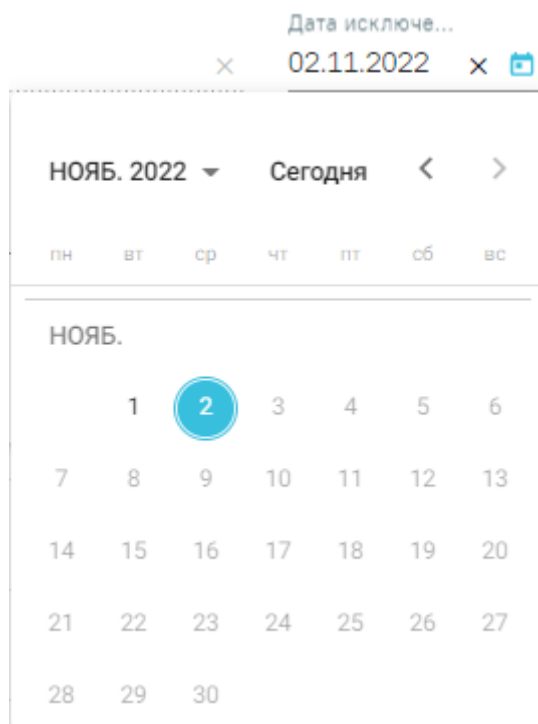 Дата исключе...
02.11.2022
НОЯБ. 2022 Сегодня
пн вт ср чт пт сб вс
НОЯБ.
1 2 3 4 5 6
7 8 9 10 11 12 13
14 15 16 17 18 19 20
21 22 23 24 25 26 27
28 29 30